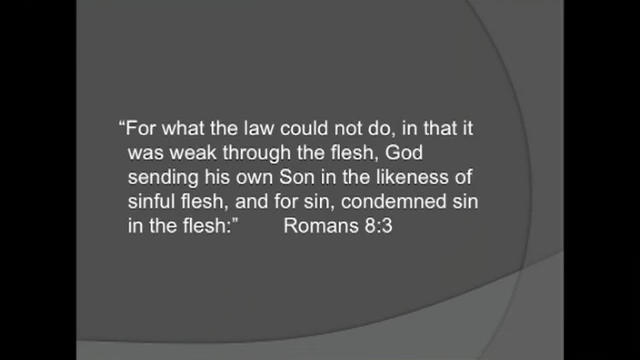 “For what the law could not do, in that it
was weak through the flesh, God
sending his own Son in the likeness of
sinful flesh, and for sin, condemned sin
in the flesh:” Romans 8:3